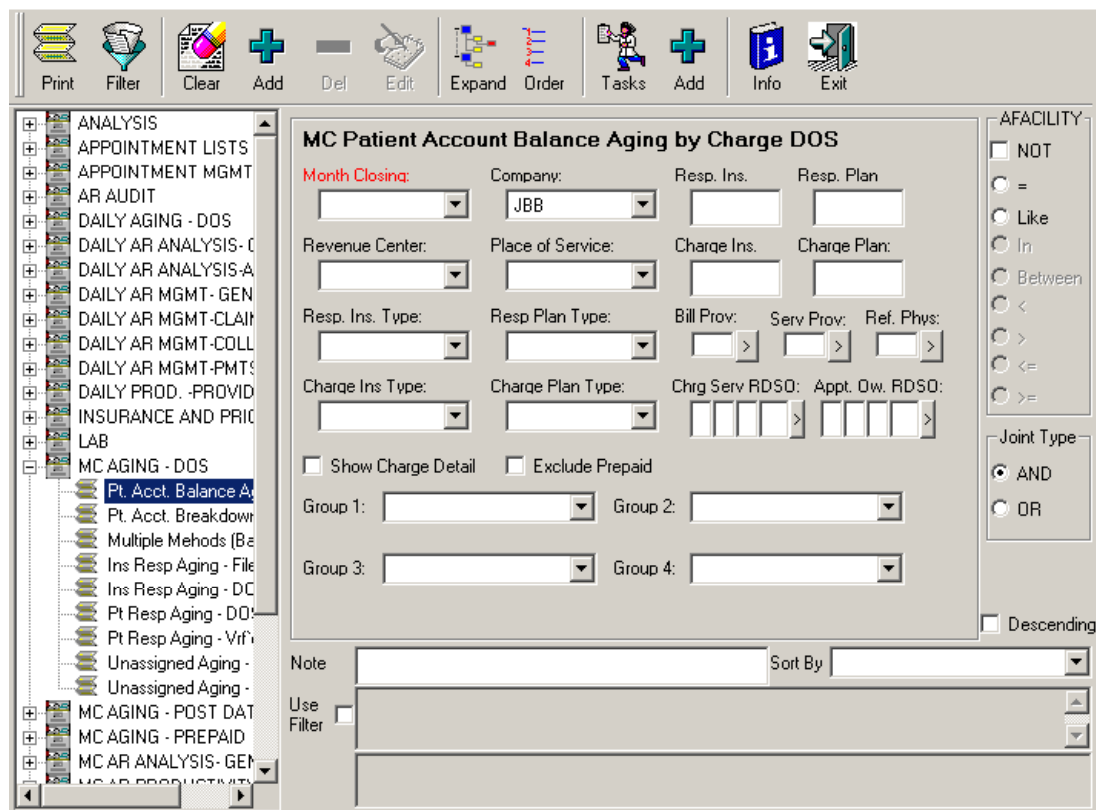 Print Filter Clear Add Del Edit Expand Order Tasks Add Info Exit
ANALYSIS
APPOINTMENT LISTS
APPOINTMENT MGMT
AR AUDIT
DAILY AGING - DOS
DAILY AR ANALYSIS-
DAILY AR ANALYSIS-A
DAILY AR MGMT- GEN
DAILY AR MGMT-CLAI
DAILY AR MGMT-COLL
DAILY AR MGMT-PMTS
DAILY PROD. -PROVID
INSURANCE AND PRIC
LAB
MC AGING - DOS
Pt. Acct. Balance A
Pt. Acct. Breakdown
Multiple Mehods (Ba
Ins Resp Aging - File
Ins Resp Aging - DO
Pt Resp Aging - DOS
Pt Resp Aging - Vrf'
Unassigned Aging -
Unassigned Aging -
MC AGING - POST DAT
MC AGING - PREPAID
MC AR ANALYSIS- GEN
MC AR PRODUCTIVITY
MC Patient Account Balance Aging by Charge DOS
Month Closing: Company: Resp. Ins. Resp. Plan
JBB
Revenue Center: Place of Service: Charge Ins. Charge Plan:
Resp. Ins. Type: Resp Plan Type: Bill Prov: Serv Prov: Ref. Phys:
> > >
Charge Ins Type: Charge Plan Type: Chrg Serv RDSO: Appt. Ow. RDSO:
> >
Show Charge Detail Exclude Prepaid
Group 1: Group 2:
Group 3: Group 4:
AFACILITY
NOT
=
Like
In
Between
<
>
<=
>=
Joint Type
AND
OR
Descending
Note Sort By
Use
Filter